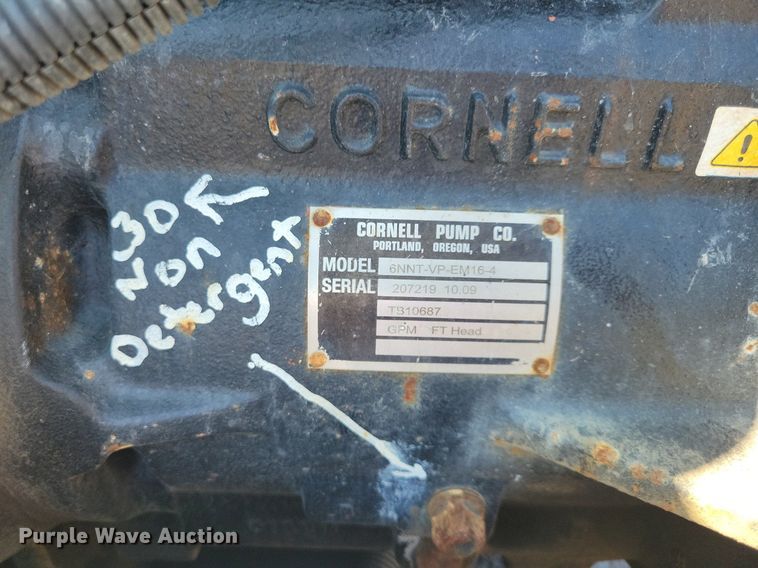 CORNELL
30
Non
Detergent
CORNELL PUMP CO.
PORTLAND, OREGON, USA
MODEL 6NNT-VP-EM16-4
SERIAL 207219 10.09
TB10687
GPM FT Head
Purple Wave Auction